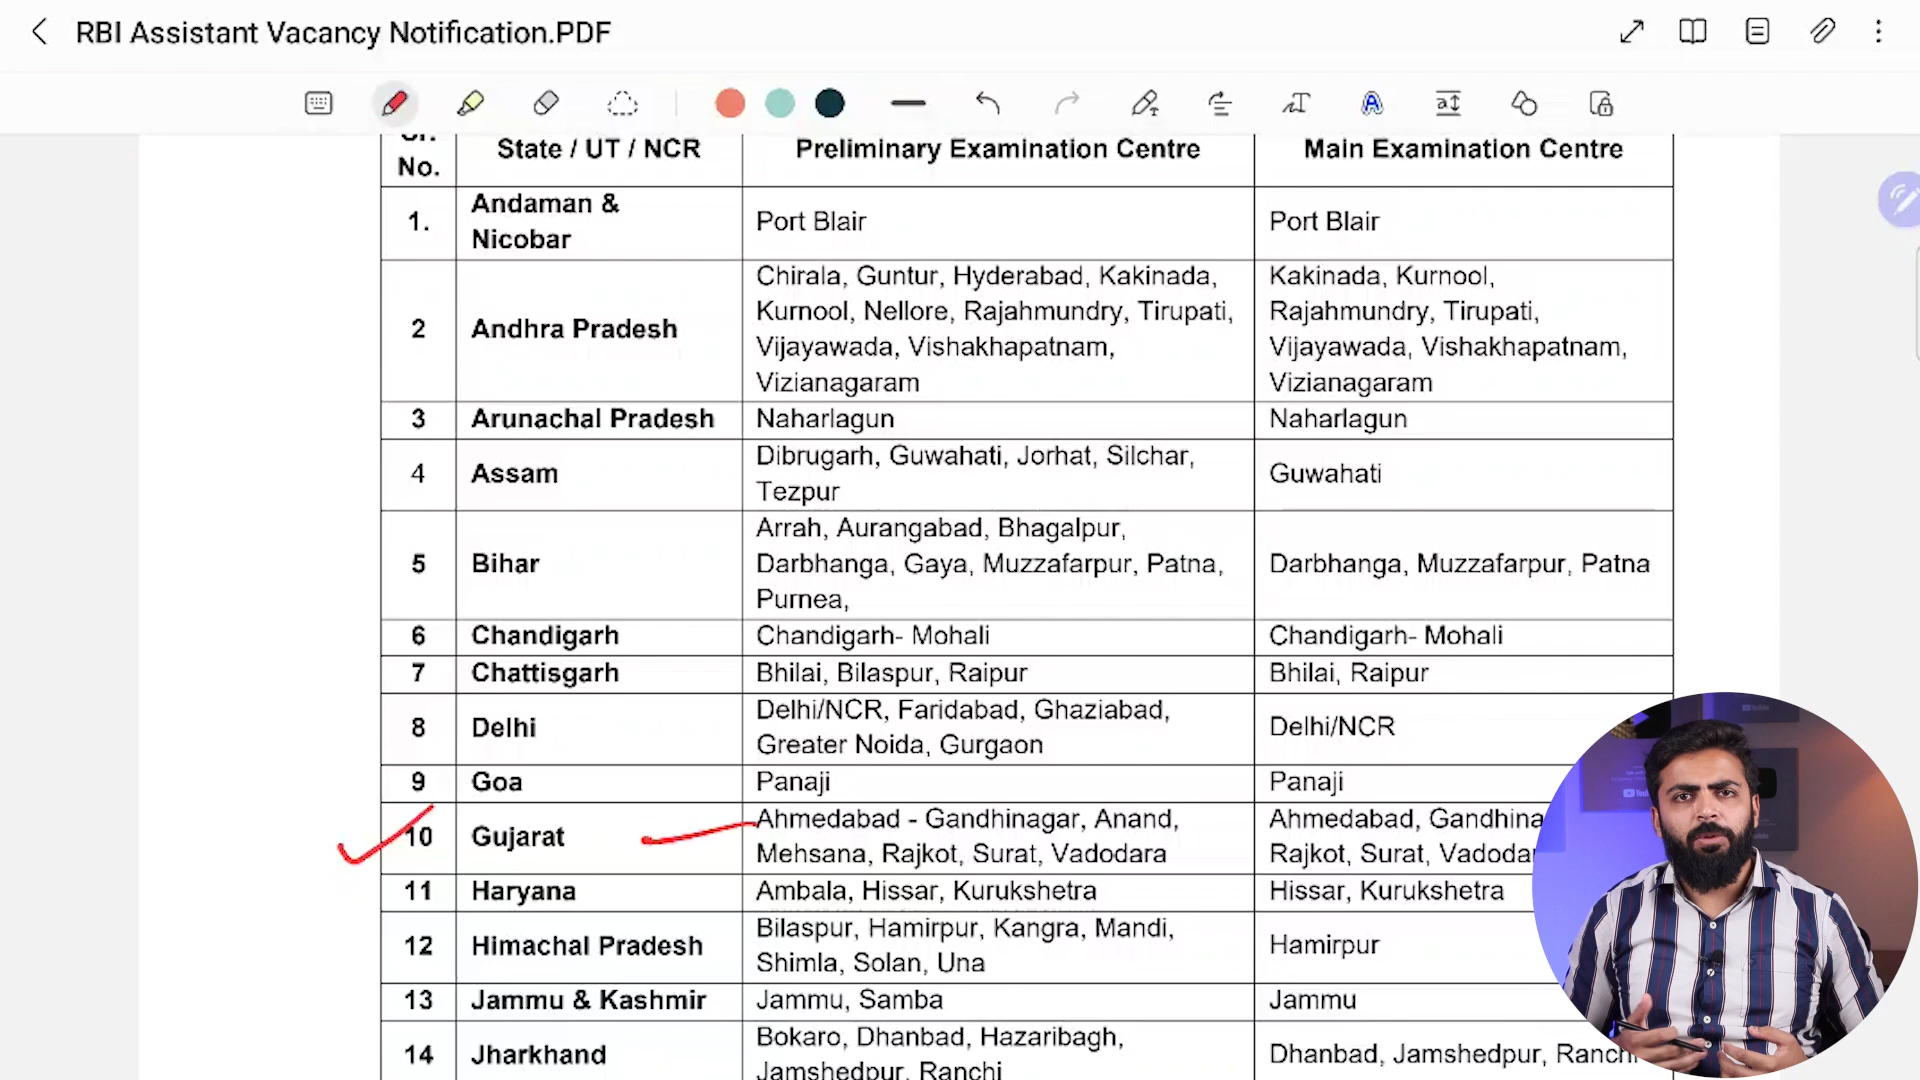 RBI Assistant Vacancy Notification.PDF
No.
State / UT / NCR
Preliminary Examination Centre
Main Examination Centre
1.
Andaman &
Nicobar
Port Blair
Port Blair
2
Andhra Pradesh
Chirala, Guntur, Hyderabad, Kakinada,
Kurnool, Nellore, Rajahmundry, Tirupati,
Vijayawada, Vishakhapatnam,
Vizianagaram
Kakinada, Kurnool,
Rajahmundry, Tirupati,
Vijayawada, Vishakhapatnam,
Vizianagaram
3
Arunachal Pradesh
Naharlagun
Naharlagun
4
Assam
Dibrugarh, Guwahati, Jorhat, Silchar,
Tezpur
Guwahati
5
Bihar
Arrah, Aurangabad, Bhagalpur,
Darbhanga, Gaya, Muzzafarpur, Patna,
Purnea,
Darbhanga, Muzzafarpur, Patna
6
Chandigarh
Chandigarh- Mohali
Chandigarh- Mohali
7
Chattisgarh
Bhilai, Bilaspur, Raipur
Bhilai, Raipur
8
Delhi
Delhi/NCR, Faridabad, Ghaziabad,
Greater Noida, Gurgaon
Delhi/NCR
9
Goa
Panaji
Panaji
10
Gujarat
Ahmedabad - Gandhinagar, Anand,
Mehsana, Rajkot, Surat, Vadodara
Ahmedabad, Gandhina
Rajkot, Surat, Vadodar
11
Haryana
Ambala, Hissar, Kurukshetra
Hissar, Kurukshetra
12
Himachal Pradesh
Bilaspur, Hamirpur, Kangra, Mandi,
Shimla, Solan, Una
Hamirpur
13
Jammu & Kashmir
Jammu, Samba
Jammu
14
Jharkhand
Bokaro, Dhanbad, Hazaribagh,
Jamshedpur, Ranchi
Dhanbad, Jamshedpur, Ranchi